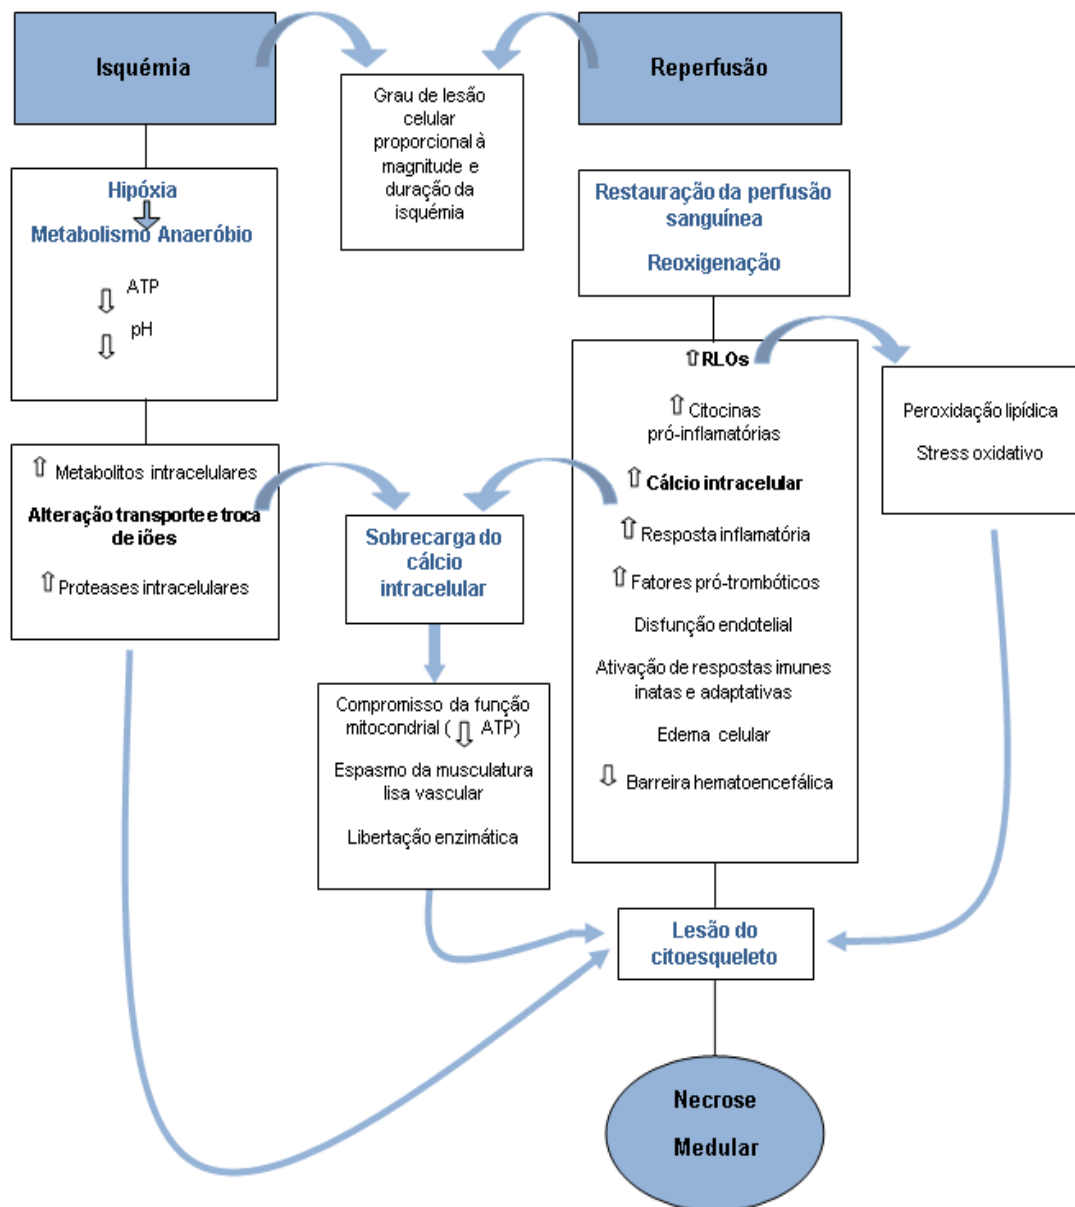 Isquémia
Reperfusão
Grau de lesão
celular
proporcional à
magnitude e
duração da
isquémia
Hipóxia
Metabolismo Anaeróbio
⇩ ATP
⇩ pH
Restauração da perfusão
sanguínea
Reoxigenação
⇧ Metabolitos intracelulares
Alteração transporte e troca
de iões
⇧ Proteases intracelulares
Sobrecarga do
cálcio
intracelular
Compromisso da função
mitocondrial ( ⇩ ATP)
Espasmo da musculatura
lisa vascular
Libertação enzimática
⇧ RLOs
⇧ Citocinas
pró-inflamatórias
⇧ Cálcio intracelular
⇧ Resposta inflamatória
⇧ Fatores pró-trombóticos
Disfunção endotelial
Ativação de respostas imunes
inatas e adaptativas
Edema celular
⇩ Barreira hematoencefálica
Peroxidação lipídica
Stress oxidativo
Lesão do
citoesqueleto
Necrose
Medular